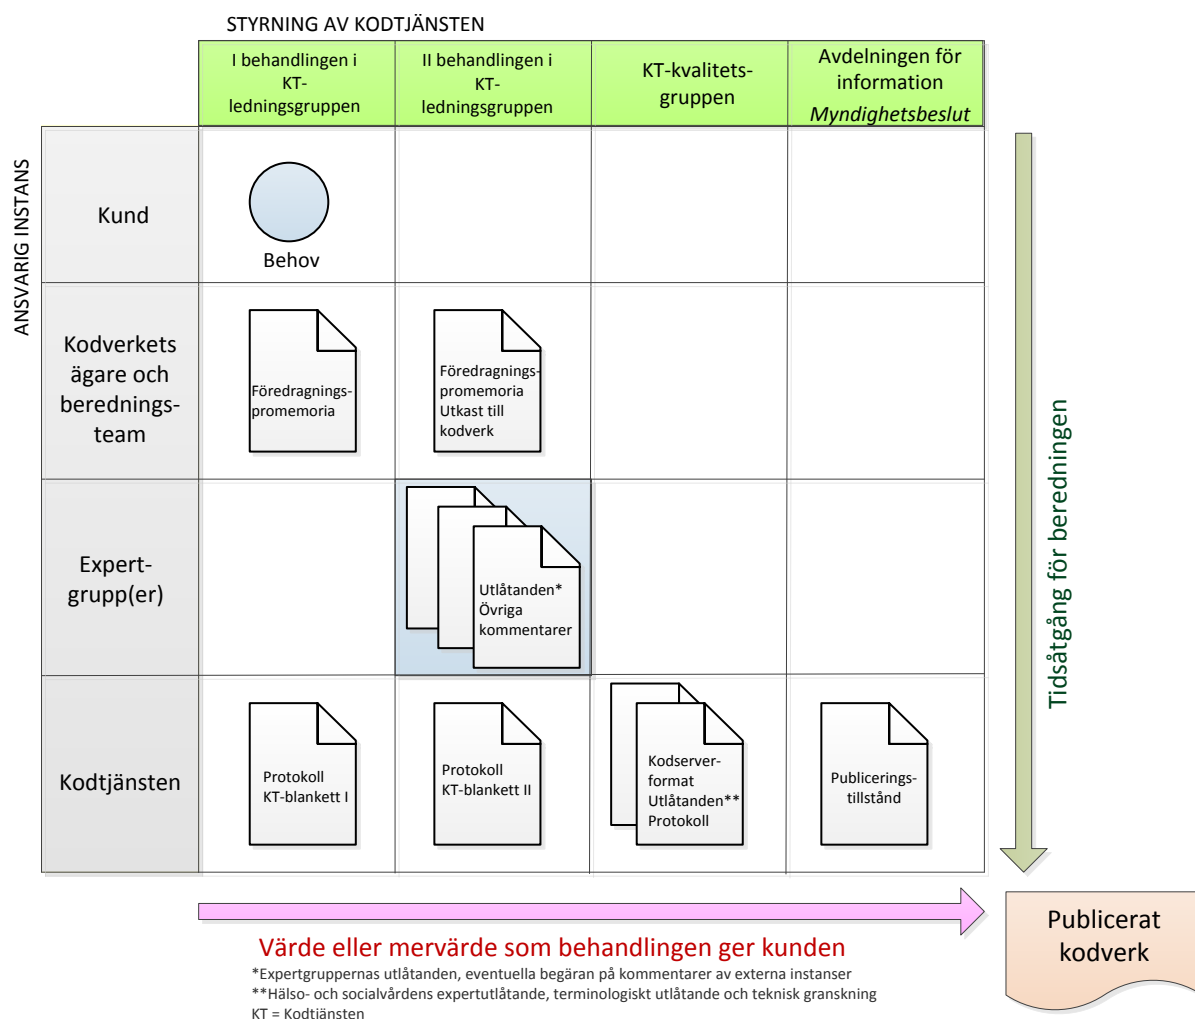 STYRNING AV KODTJÄNSTEN
I behandlingen i
KT-
ledningsgruppen
II behandlingen i
KT-
ledningsgruppen
KT-kvalitets-
gruppen
Avdelningen för
information
Myndighetsbeslut
ANSVARIG INSTANS
Kund
Behov
Kodverkets
ägare och
berednings-
team
Föredragnings-
promemoria
Föredragnings-
promemoria
Utkast till
kodverk
Expert-
grupp(er)
Utlåtanden*
Övriga
kommentarer
Kodtjänsten
Protokoll
KT-blankett I
Protokoll
KT-blankett II
Kodserver-
format
Utlåtanden**
Protokoll
Publicerings-
tillstånd
Tidsåtgång för beredningen
Värde eller mervärde som behandlingen ger kunden
*Expertgruppernas utlåtanden, eventuella begäran på kommentarer av externa instanser
**Hälso- och socialvårdens expertutlåtande, terminologiskt utlåtande och teknisk granskning
KT = Kodtjänsten
Publicerat
kodverk